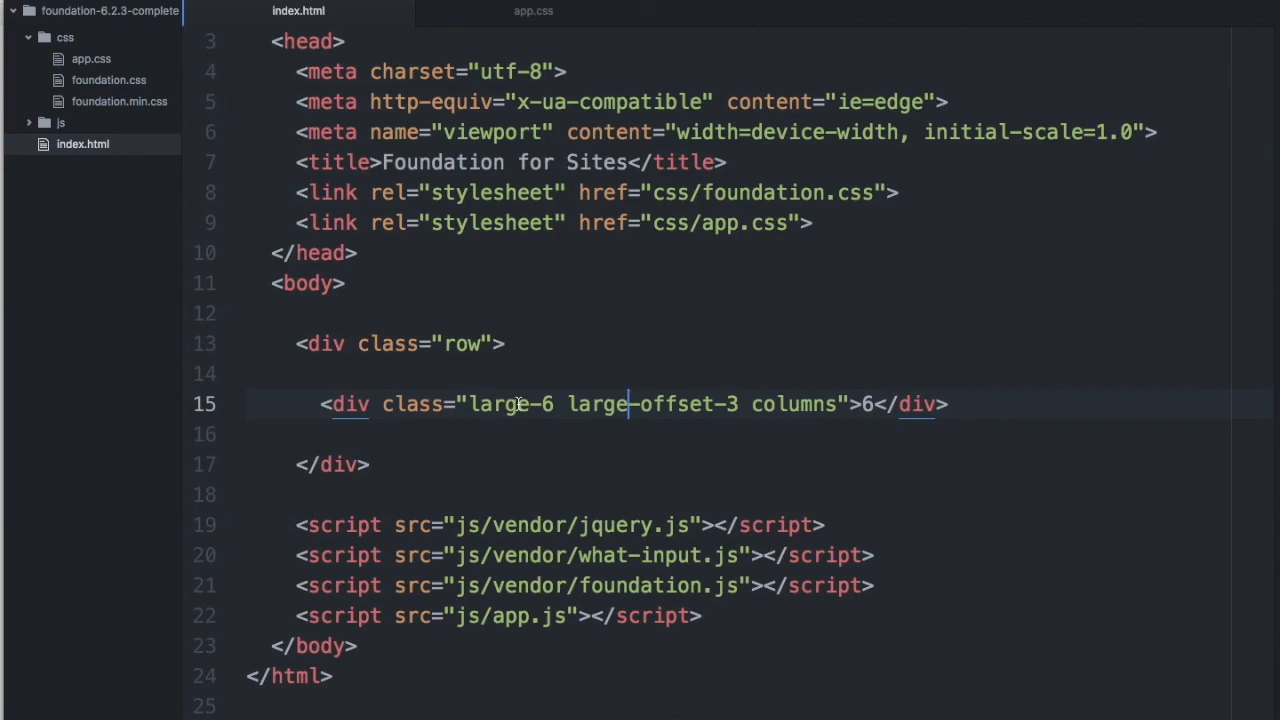 foundation-6.2.3-complete
css
app.css
foundation.css
foundation.min.css
js
index.html
index.html
app.css
3 <head>
4 <meta charset="utf-8">
5 <meta http-equiv="x-ua-compatible" content="ie=edge">
6 <meta name="viewport" content="width=device-width, initial-scale=1.0">
7 <title>Foundation for Sites</title>
8 <link rel="stylesheet" href="css/foundation.css">
9 <link rel="stylesheet" href="css/app.css">
10 </head>
11 <body>
12
13 <div class="row">
14
15 <div class="large-6 large-offset-3 columns">6</div>
16
17 </div>
18
19 <script src="js/vendor/jquery.js"></script>
20 <script src="js/vendor/what-input.js"></script>
21 <script src="js/vendor/foundation.js"></script>
22 <script src="js/app.js"></script>
23 </body>
24 </html>
25